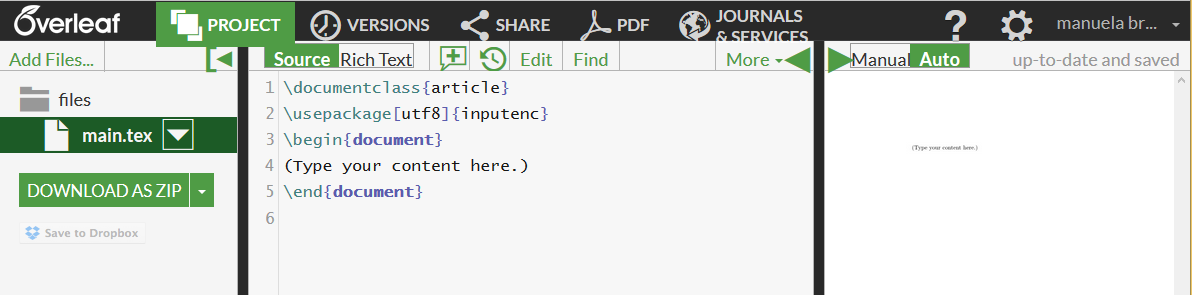 Overleaf PROJECT VERSIONS SHARE PDF JOURNALS & SERVICES ? manuela br...
Add Files... Source Rich Text Edit Find More Manual Auto up-to-date and saved
files
main.tex
DOWNLOAD AS ZIP
Save to Dropbox
1 \documentclass{article}
2 \usepackage[utf8]{inputenc}
3 \begin{document}
4 (Type your content here.)
5 \end{document}
6
(Type your content here.)